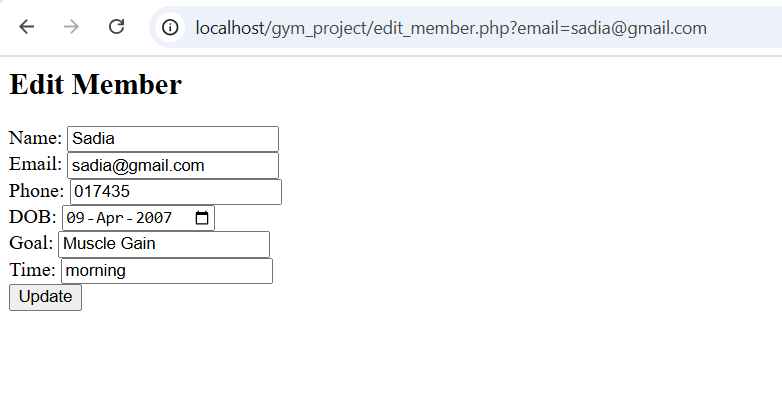 localhost/gym_project/edit_member.php?email=sadia@gmail.com
Edit Member
Name: Sadia
Email: sadia@gmail.com
Phone: 017435
DOB: 09-Apr-2007
Goal: Muscle Gain
Time: morning
Update